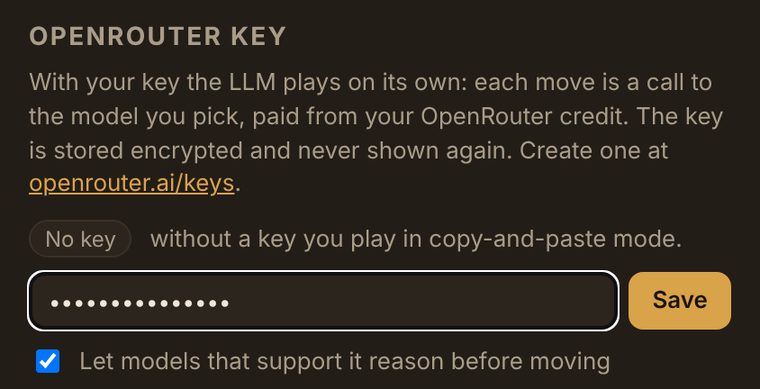 OPENROUTER KEY
With your key the LLM plays on its own: each move is a call to
the model you pick, paid from your OpenRouter credit. The key
is stored encrypted and never shown again. Create one at
openrouter.ai/keys.
No key without a key you play in copy-and-paste mode.
••••••••••••••• Save
Let models that support it reason before moving